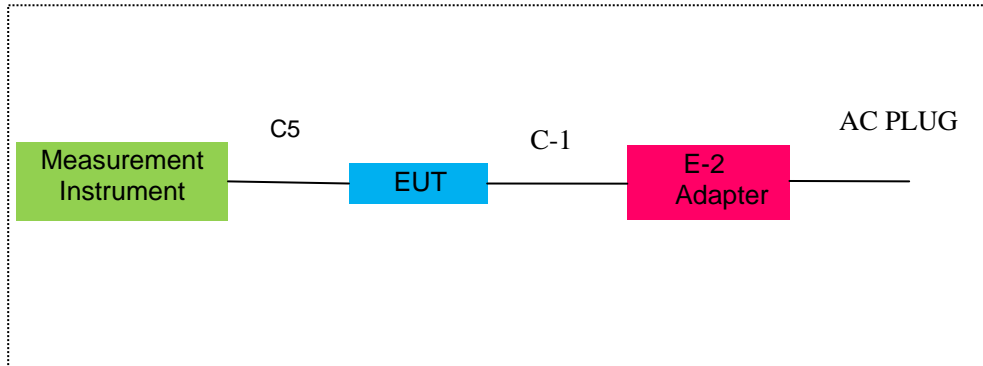 C5
C-1
AC PLUG
Measurement
Instrument
EUT
E-2
Adapter